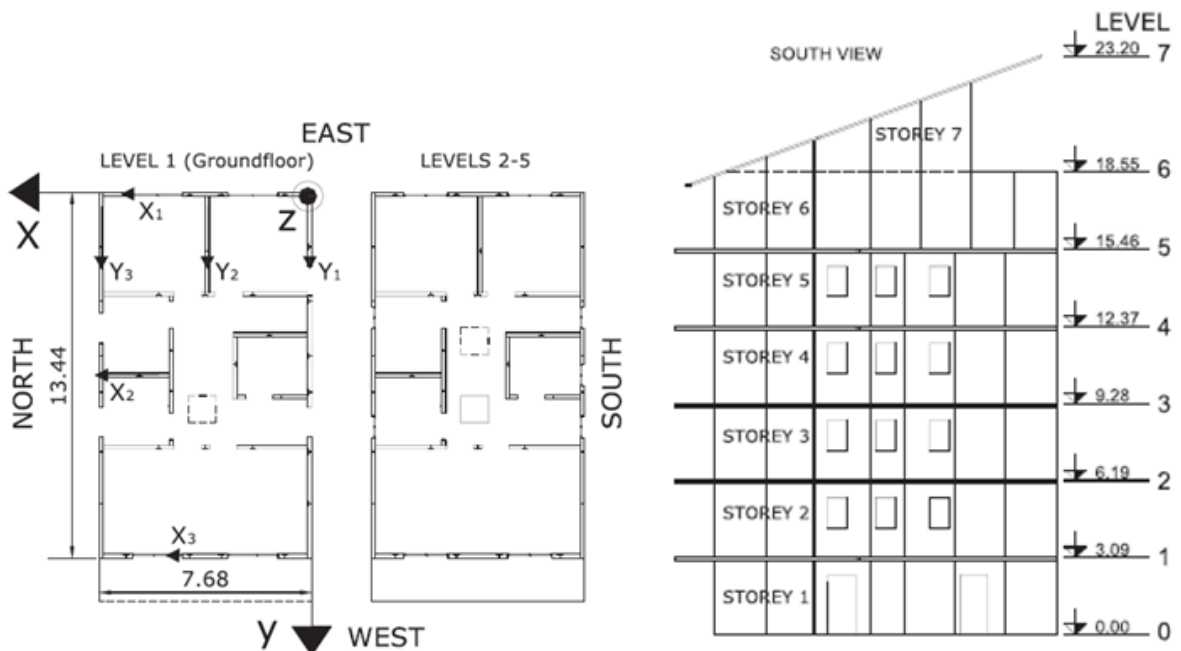 EAST
LEVEL 1 (Groundfloor)
LEVELS 2-5
X
X1
Z
Y3
Y2
Y1
NORTH
13.44
X2
SOUTH
X3
7.68
y
WEST
LEVEL
SOUTH VIEW
23.20 7
STOREY 7
18.55 6
STOREY 6
15.46 5
STOREY 5
12.37 4
STOREY 4
9.28 3
STOREY 3
6.19 2
STOREY 2
3.09 1
STOREY 1
0.00 0